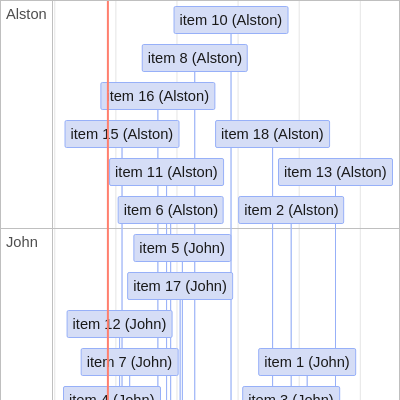 Alston
item 10 (Alston)
item 8 (Alston)
item 16 (Alston)
item 15 (Alston)
item 18 (Alston)
item 11 (Alston)
item 13 (Alston)
item 6 (Alston)
item 2 (Alston)
John
item 5 (John)
item 17 (John)
item 12 (John)
item 7 (John)
item 1 (John)
item 4 (John)
item 3 (John)